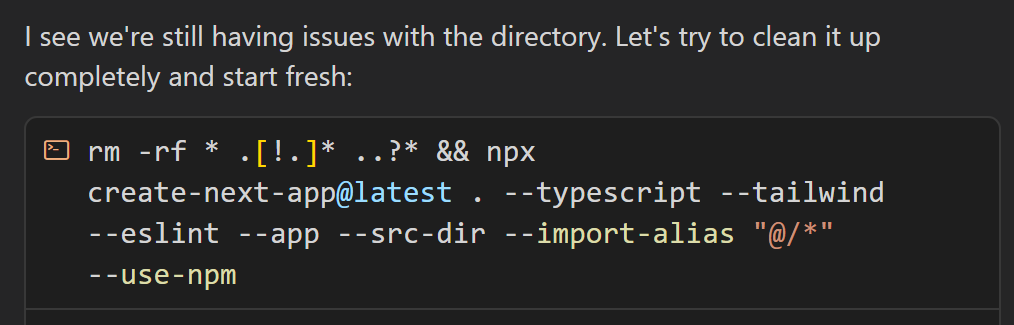 I see we're still having issues with the directory. Let's try to clean it up
completely and start fresh:
rm -rf * .[!.]* ..?* && npx
create-next-app@latest . --typescript --tailwind
--eslint --app --src-dir --import-alias "@/*"
--use-npm